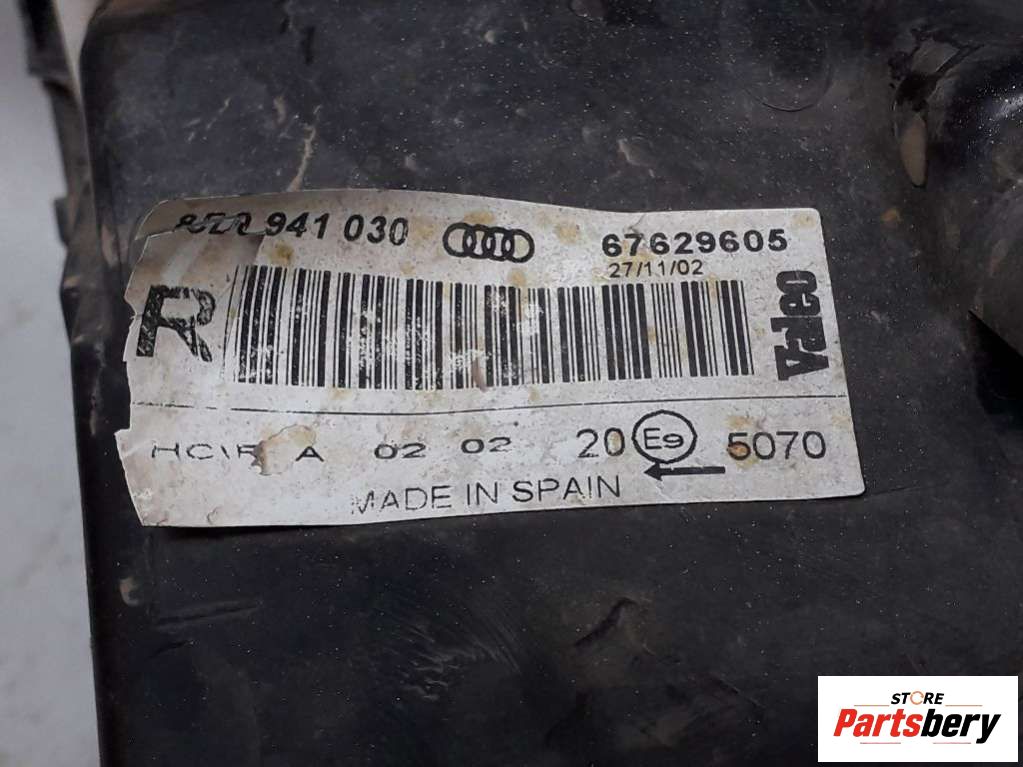 941 030 67629605
27/11/02
R
Valeo
A 02 02 20 E9 5070
MADE IN SPAIN
STORE
Partsbery